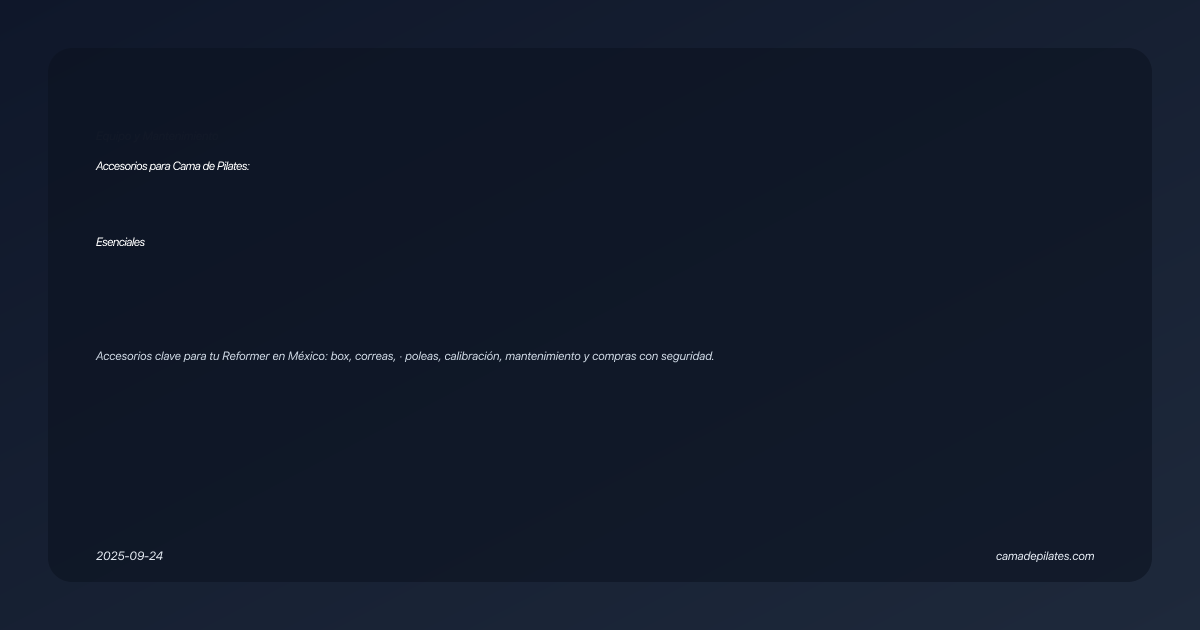 Accesorios para Cama de Pilates:
Esenciales
Accesorios clave para tu Reformer en México: box, correas, · poleas, calibración, mantenimiento y compras con seguridad.
2025-09-24
camadepilates.com